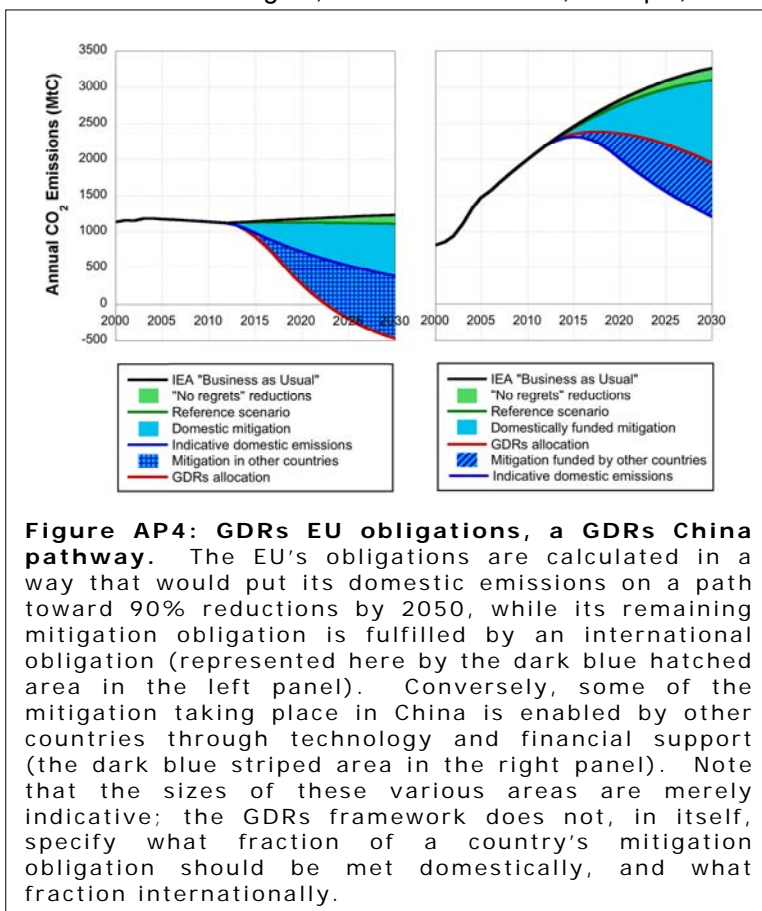 3500
3000
2500
2000
1500
1000
500
0
-500
Annual CO2 Emissions (MtC)
2000 2005 2010 2015 2020 2025 2030
2000 2005 2010 2015 2020 2025 2030
IEA "Business as Usual"
"No regrets" reductions
Reference scenario
Domestic mitigation
Indicative domestic emissions
Mitigation in other countries
GDRs allocation
IEA "Business as Usual"
"No regrets" reductions
Reference scenario
Domestically funded mitigation
GDRs allocation
Mitigation funded by other countries
Indicative domestic emissions
Figure AP4: GDRs EU obligations, a GDRs China
pathway. The EU's obligations are calculated in a
way that would put its domestic emissions on a path
toward 90% reductions by 2050, while its remaining
mitigation obligation is fulfilled by an international
obligation (represented here by the dark blue hatched
area in the left panel). Conversely, some of the
mitigation taking place in China is enabled by other
countries through technology and financial support
(the dark blue striped area in the right panel). Note
that the sizes of these various areas are merely
indicative; the GDRs framework does not, in itself,
specify what fraction of a country's mitigation
obligation should be met domestically, and what
fraction internationally.